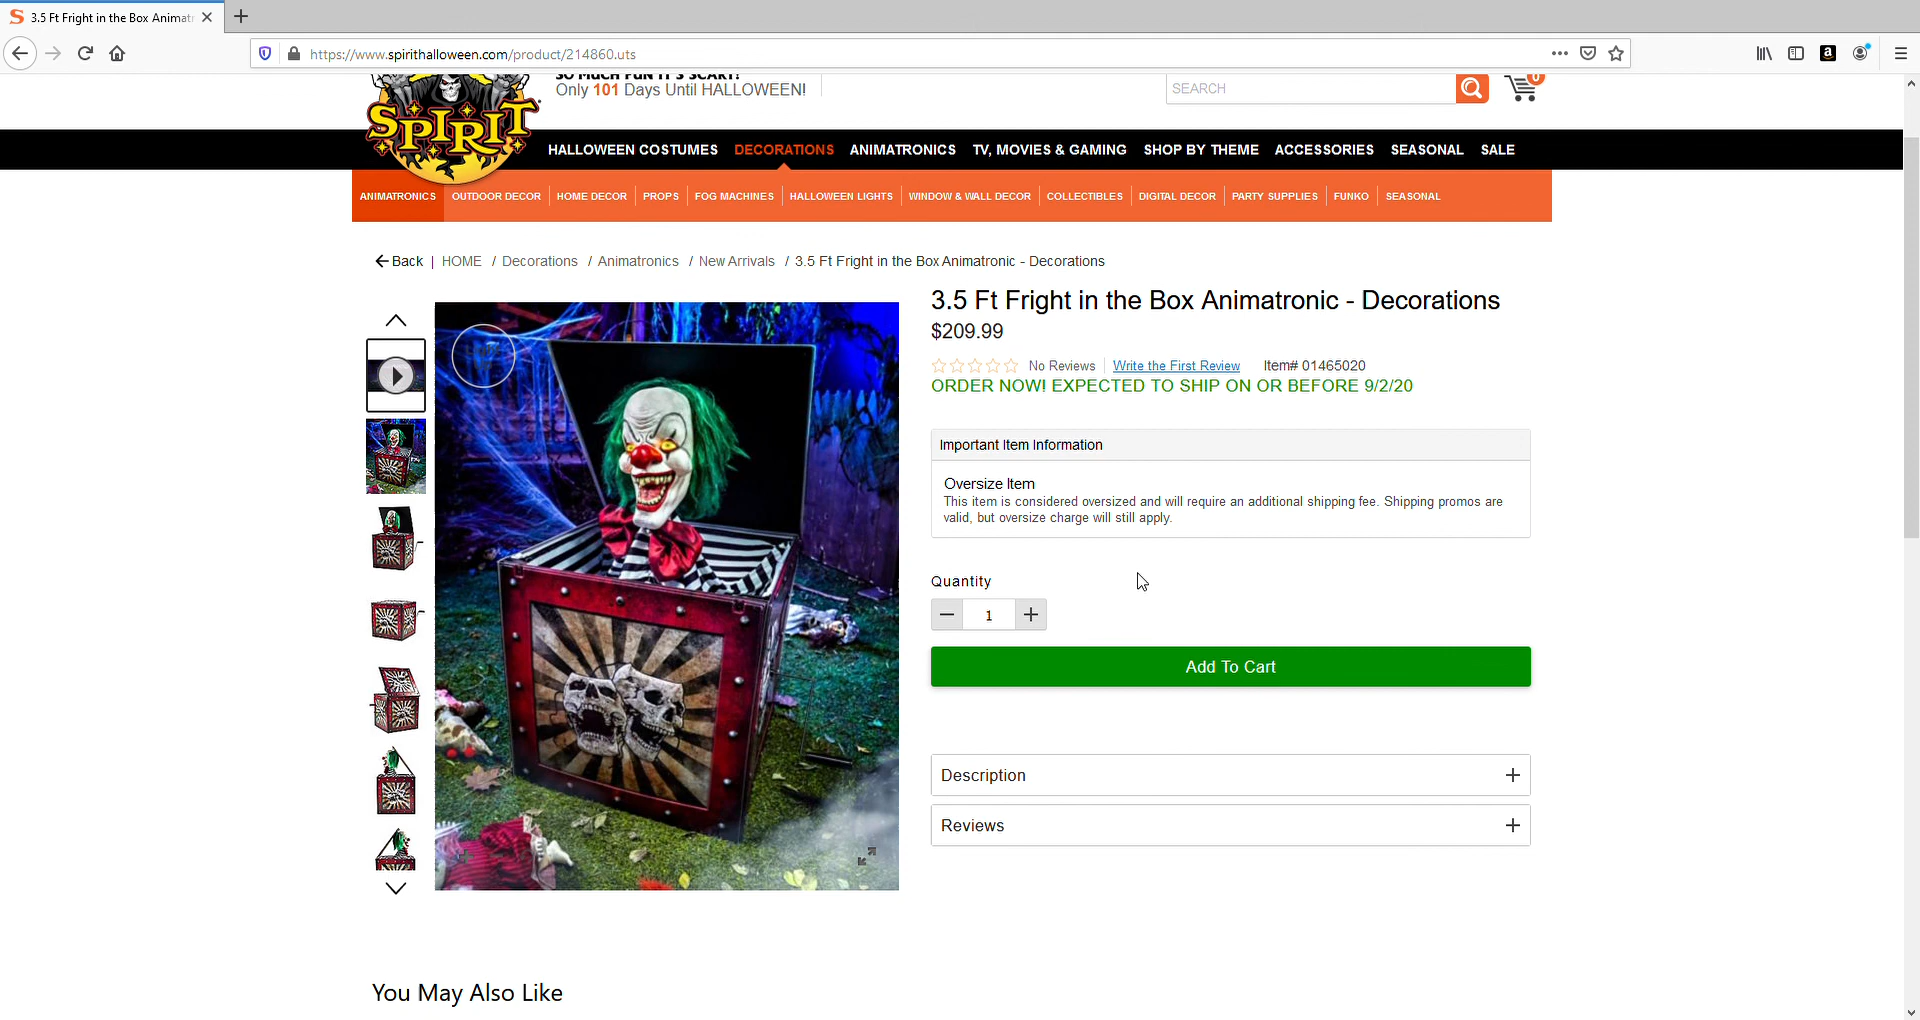 3.5 Ft Fright in the Box Animat
https://www.spirithalloween.com/product/214860.uts
SO MUCH FUN IT'S SCARY!
Only 101 Days Until HALLOWEEN!
SEARCH
0
SPIRIT
HALLOWEEN COSTUMES DECORATIONS ANIMATRONICS TV, MOVIES & GAMING SHOP BY THEME ACCESSORIES SEASONAL SALE
ANIMATRONICS OUTDOOR DECOR HOME DECOR PROPS FOG MACHINES HALLOWEEN LIGHTS WINDOW & WALL DECOR COLLECTIBLES DIGITAL DECOR PARTY SUPPLIES FUNKO SEASONAL
Back | HOME / Decorations / Animatronics / New Arrivals / 3.5 Ft Fright in the Box Animatronic - Decorations
3.5 Ft Fright in the Box Animatronic - Decorations
$209.99
No Reviews Write the First Review Item# 01465020
ORDER NOW! EXPECTED TO SHIP ON OR BEFORE 9/2/20
Important Item Information
Oversize Item
This item is considered oversized and will require an additional shipping fee. Shipping promos are
valid, but oversize charge will still apply.
Quantity
1
Add To Cart
Description
Reviews
You May Also Like